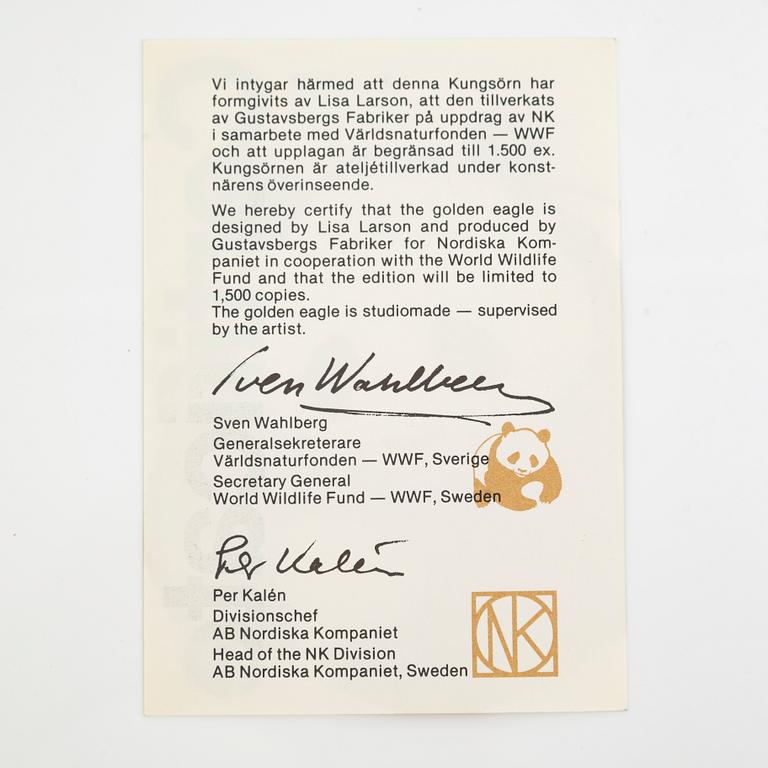 Vi intygar härmed att denna Kungsörn har
formgivits av Lisa Larson, att den tillverkats
av Gustavsbergs Fabriker på uppdrag av NK
i samarbete med Världsnaturfonden — WWF
och att upplagan är begränsad till 1.500 ex.
Kungsörnen är ateljétillverkad under konst-
närens överinseende.
We hereby certify that the golden eagle is
designed by Lisa Larson and produced by
Gustavsbergs Fabriker for Nordiska Kom-
paniet in cooperation with the World Wildlife
Fund and that the edition will be limited to
1,500 copies.
The golden eagle is studiomade — supervised
by the artist.
Sven Wahlberg
Sven Wahlberg
Generalsekreterare
Världsnaturfonden — WWF, Sverige
Secretary General
World Wildlife Fund — WWF, Sweden
Per Kalén
Per Kalén
Divisionschef
AB Nordiska Kompaniet
Head of the NK Division
AB Nordiska Kompaniet, Sweden
NK